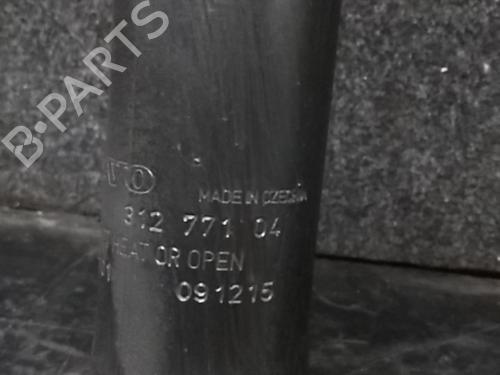 B-PARTS
MADE IN CZECHIA
312 771 04
HEAT OR OPEN
091215